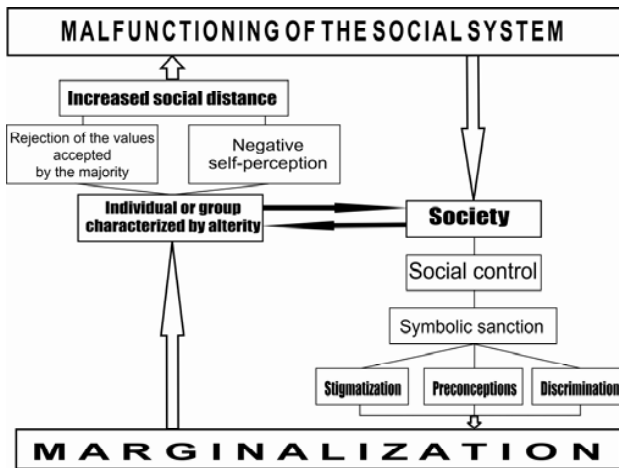 MALFUNCTIONING OF THE SOCIAL SYSTEM
Increased social distance
Rejection of the values
accepted
by the majority
Negative
self-perception
Individual or group
characterized by alterity
Society
Social control
Symbolic sanction
Stigmatization
Preconceptions
Discrimination
MARGINALIZATION